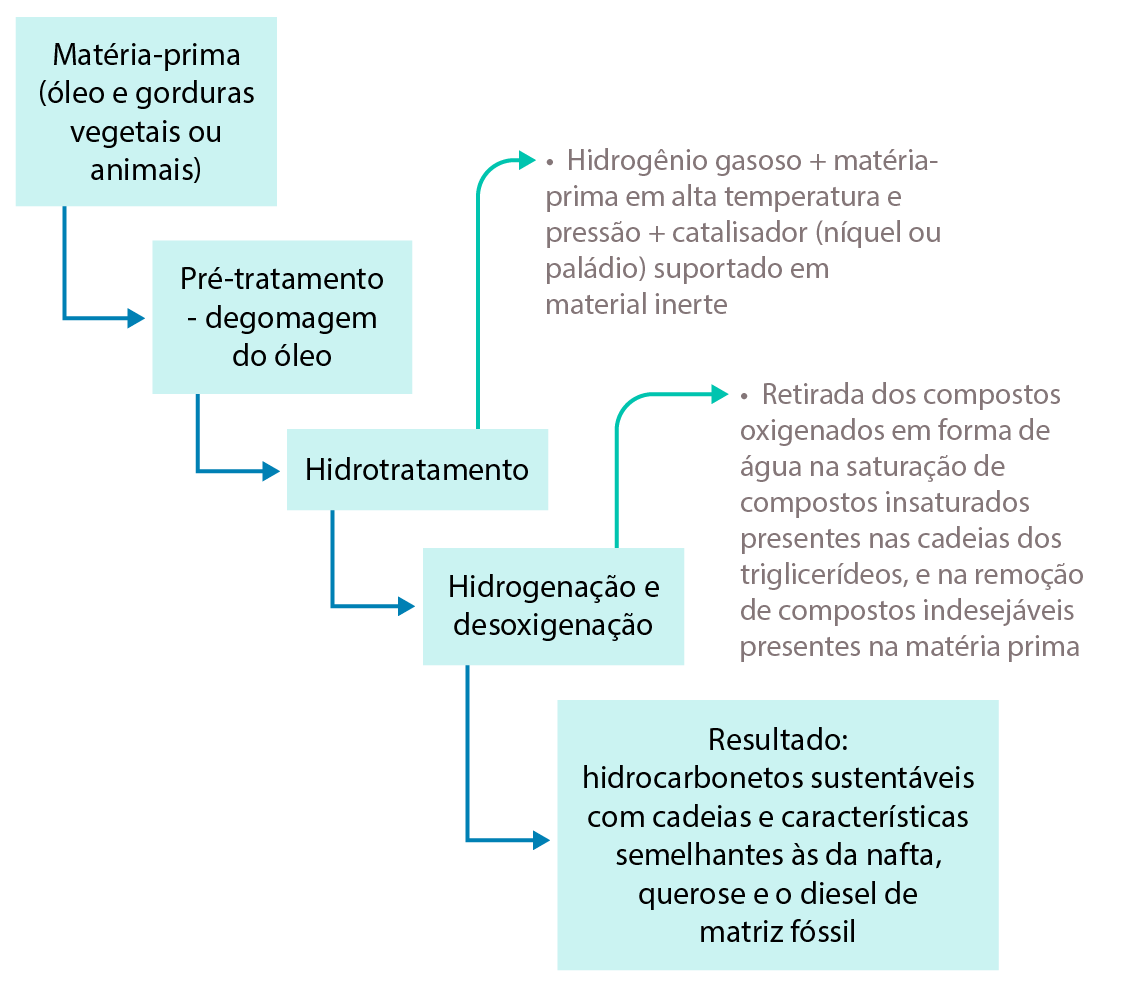 Matéria-prima
(óleo e gorduras
vegetais ou
animais)
• Hidrogênio gasoso + matéria-
prima em alta temperatura e
pressão + catalisador (níquel ou
paládio) suportado em
material inerte
Pré-tratamento
- degomagem
do óleo
Hidrotratamento
• Retirada dos compostos
oxigenados em forma de
água na saturação de
compostos insaturados
presentes nas cadeias dos
triglicerídeos, e na remoção
de compostos indesejáveis
presentes na matéria prima
Hidrogenação e
desoxigenação
Resultado:
hidrocarbonetos sustentáveis
com cadeias e características
semelhantes às da nafta,
querose e o diesel de
matriz fóssil